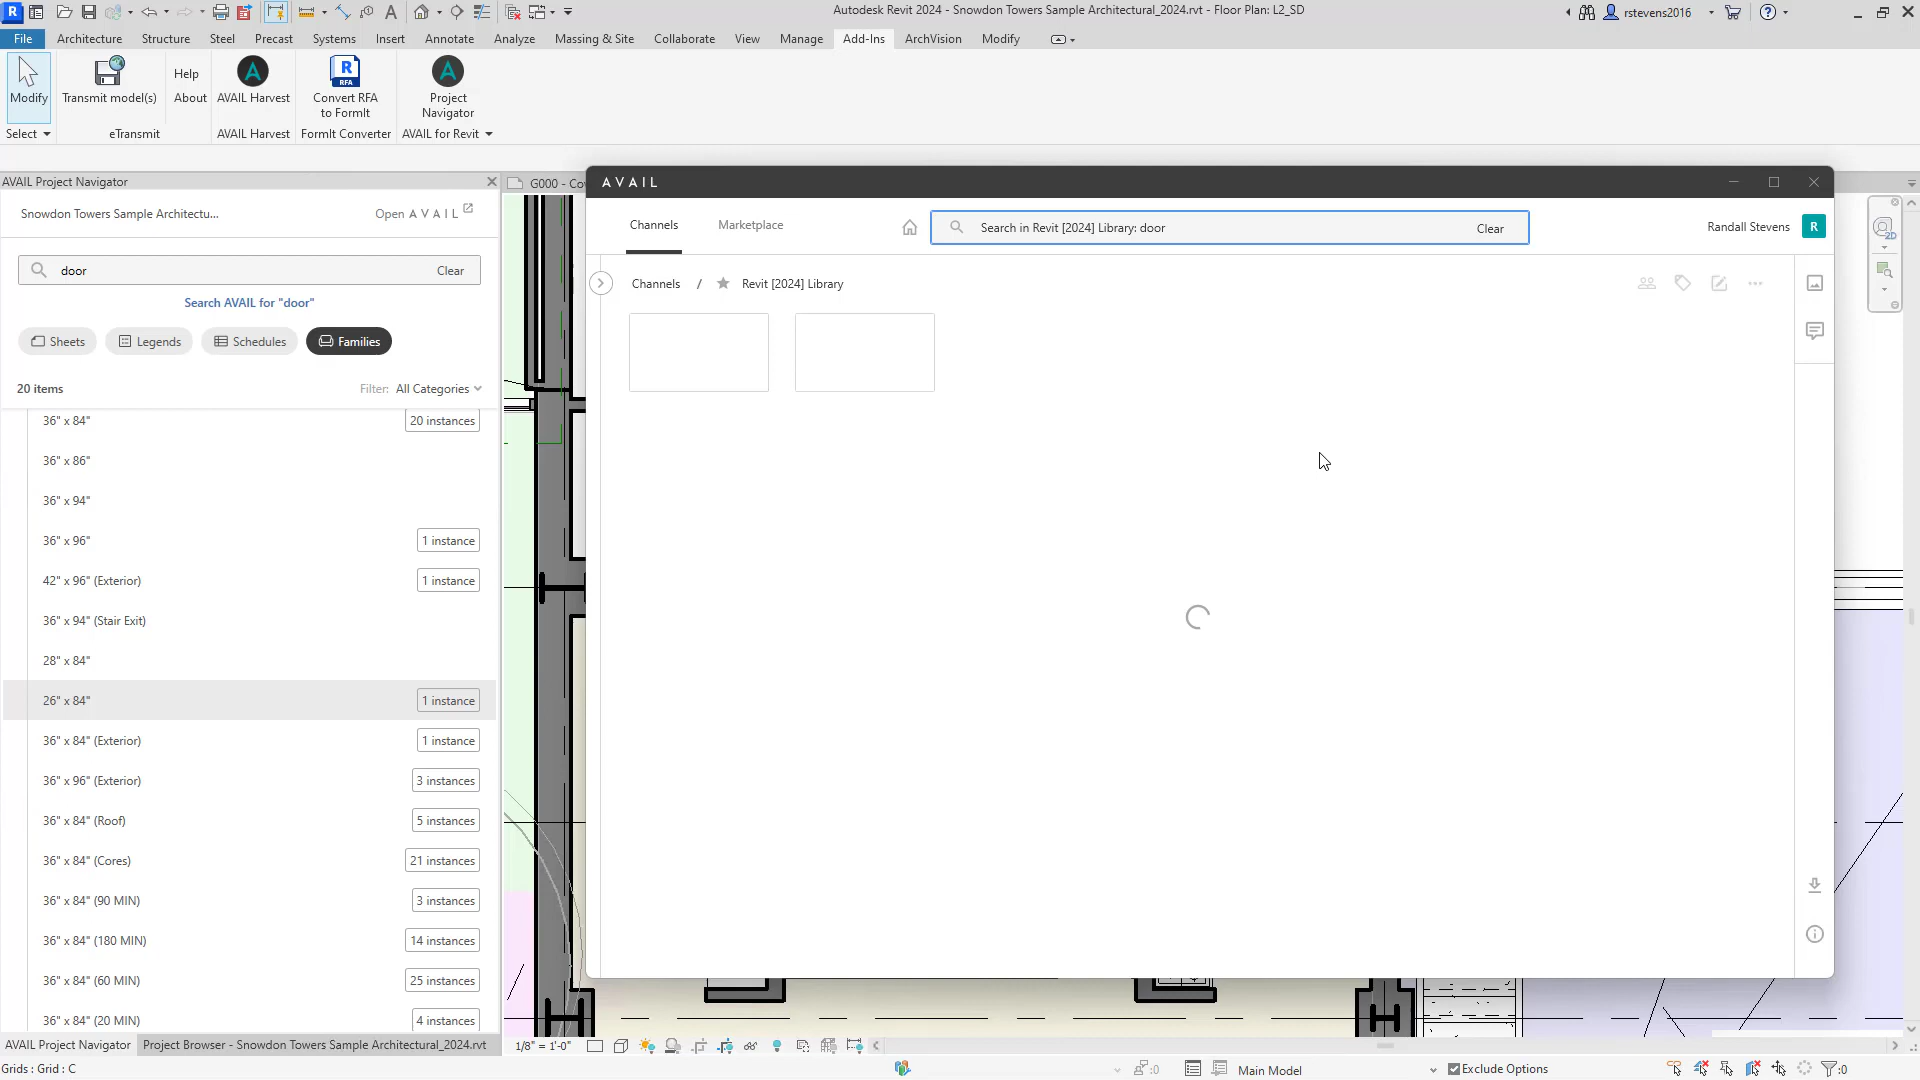 Autodesk Revit 2024 - Snowdon Towers Sample Architectural_2024.rvt - Floor Plan: L2_SD
rstevens2016
File Architecture Structure Steel Precast Systems Insert Annotate Analyze Massing & Site Collaborate View Manage Add-Ins ArchVision Modify
Modify
Transmit model(s)
Help
About
AVAIL Harvest
RFA
Convert RFA
to FormIt
Project
Navigator
Select
eTransmit
AVAIL Harvest
FormIt Converter
AVAIL for Revit
AVAIL Project Navigator
Snowdon Towers Sample Architectu...
Open AVAIL
door
Clear
Search AVAIL for "door"
Sheets
Legends
Schedules
Families
20 items
Filter: All Categories
36" x 84" 20 instances
36" x 86"
36" x 94"
36" x 96" 1 instance
42" x 96" (Exterior) 1 instance
36" x 94" (Stair Exit)
28" x 84"
26" x 84" 1 instance
36" x 84" (Exterior) 1 instance
36" x 96" (Exterior) 3 instances
36" x 84" (Roof) 5 instances
36" x 84" (Cores) 21 instances
36" x 84" (90 MIN) 3 instances
36" x 84" (180 MIN) 14 instances
36" x 84" (60 MIN) 25 instances
36" x 84" (20 MIN) 4 instances
AVAIL Project Navigator
Project Browser - Snowdon Towers Sample Architectural_2024.rvt
G000 - Co
AVAIL
Channels
Marketplace
Search in Revit [2024] Library: door
Clear
Randall Stevens
R
Channels / Revit [2024] Library
2D
1/8" = 1'-0"
Grids : Grid : C
:0
Main Model
Exclude Options
:0